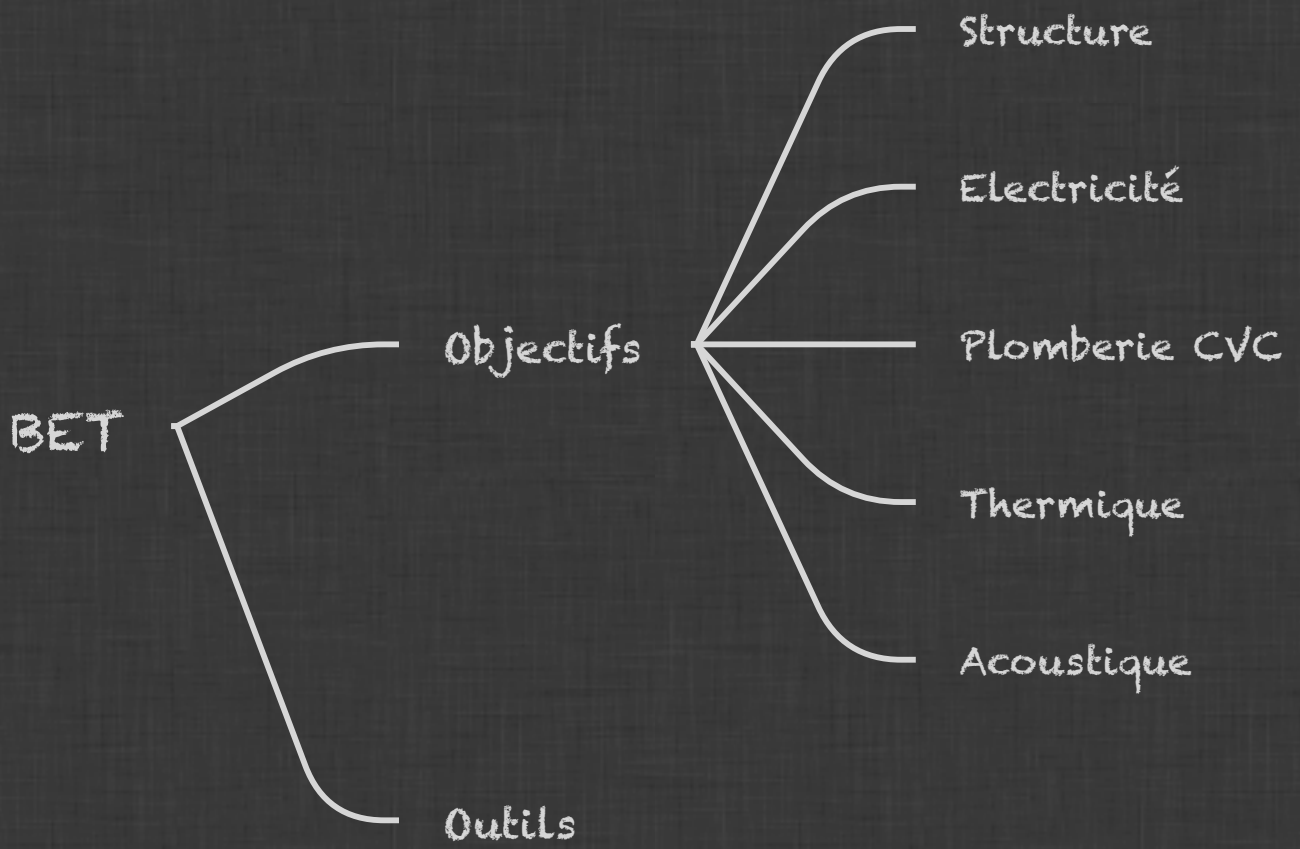 BET
Objectifs
Structure
Electricité
Plomberie CVC
Thermique
Acoustique
Outils